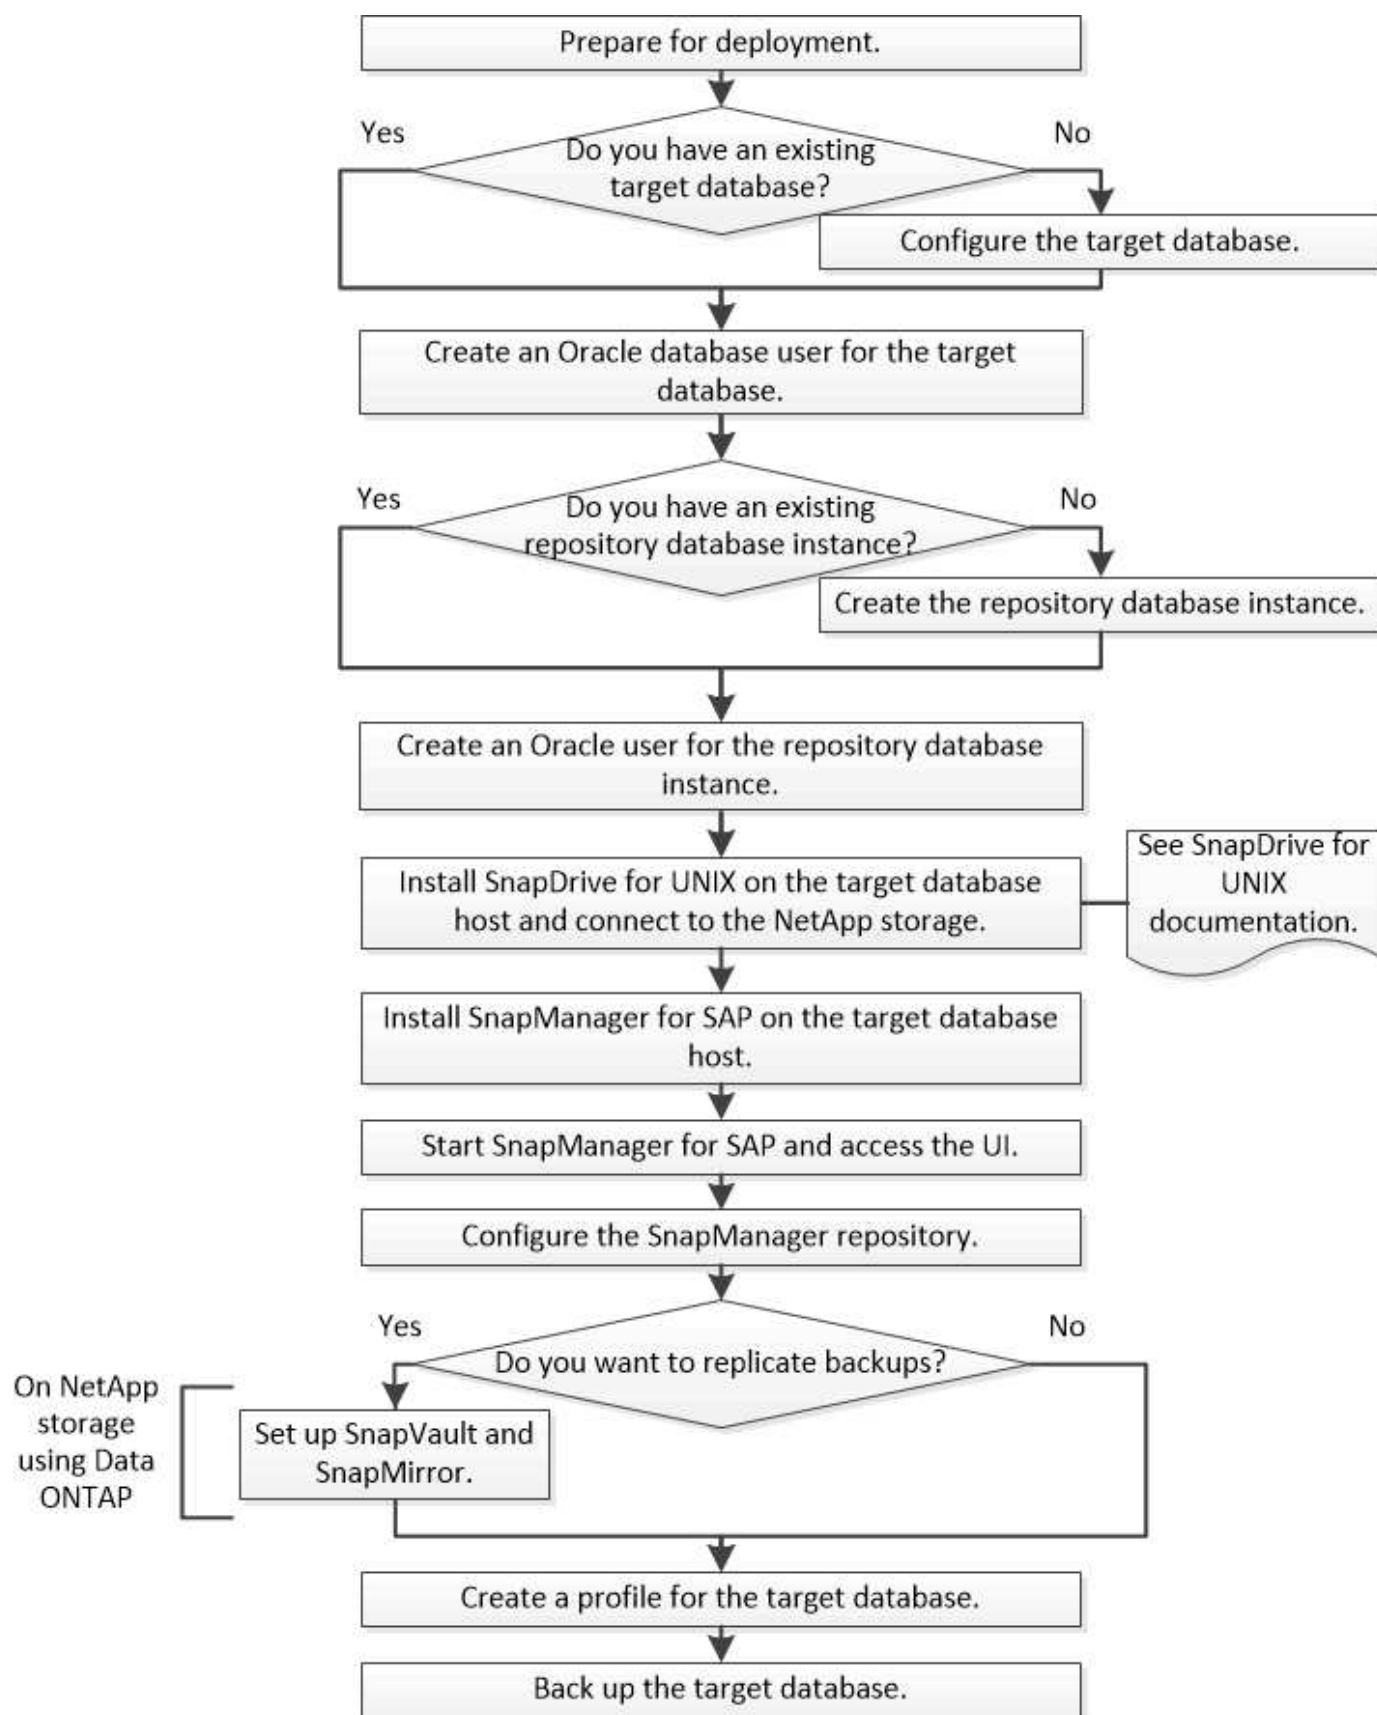 Prepare for deployment.
Yes
No
Do you have an existing
target database?
Configure the target database.
Create an Oracle database user for the target
database.
Yes
No
Do you have an existing
repository database instance?
Create the repository database instance.
Create an Oracle user for the repository database
instance.
Install SnapDrive for UNIX on the target database
host and connect to the NetApp storage.
See SnapDrive for
UNIX
documentation.
Install SnapManager for SAP on the target database
host.
Start SnapManager for SAP and access the UI.
Configure the SnapManager repository.
Yes
No
Do you want to replicate backups?
On NetApp
storage
using Data
ONTAP
Set up SnapVault and
SnapMirror.
Create a profile for the target database.
Back up the target database.